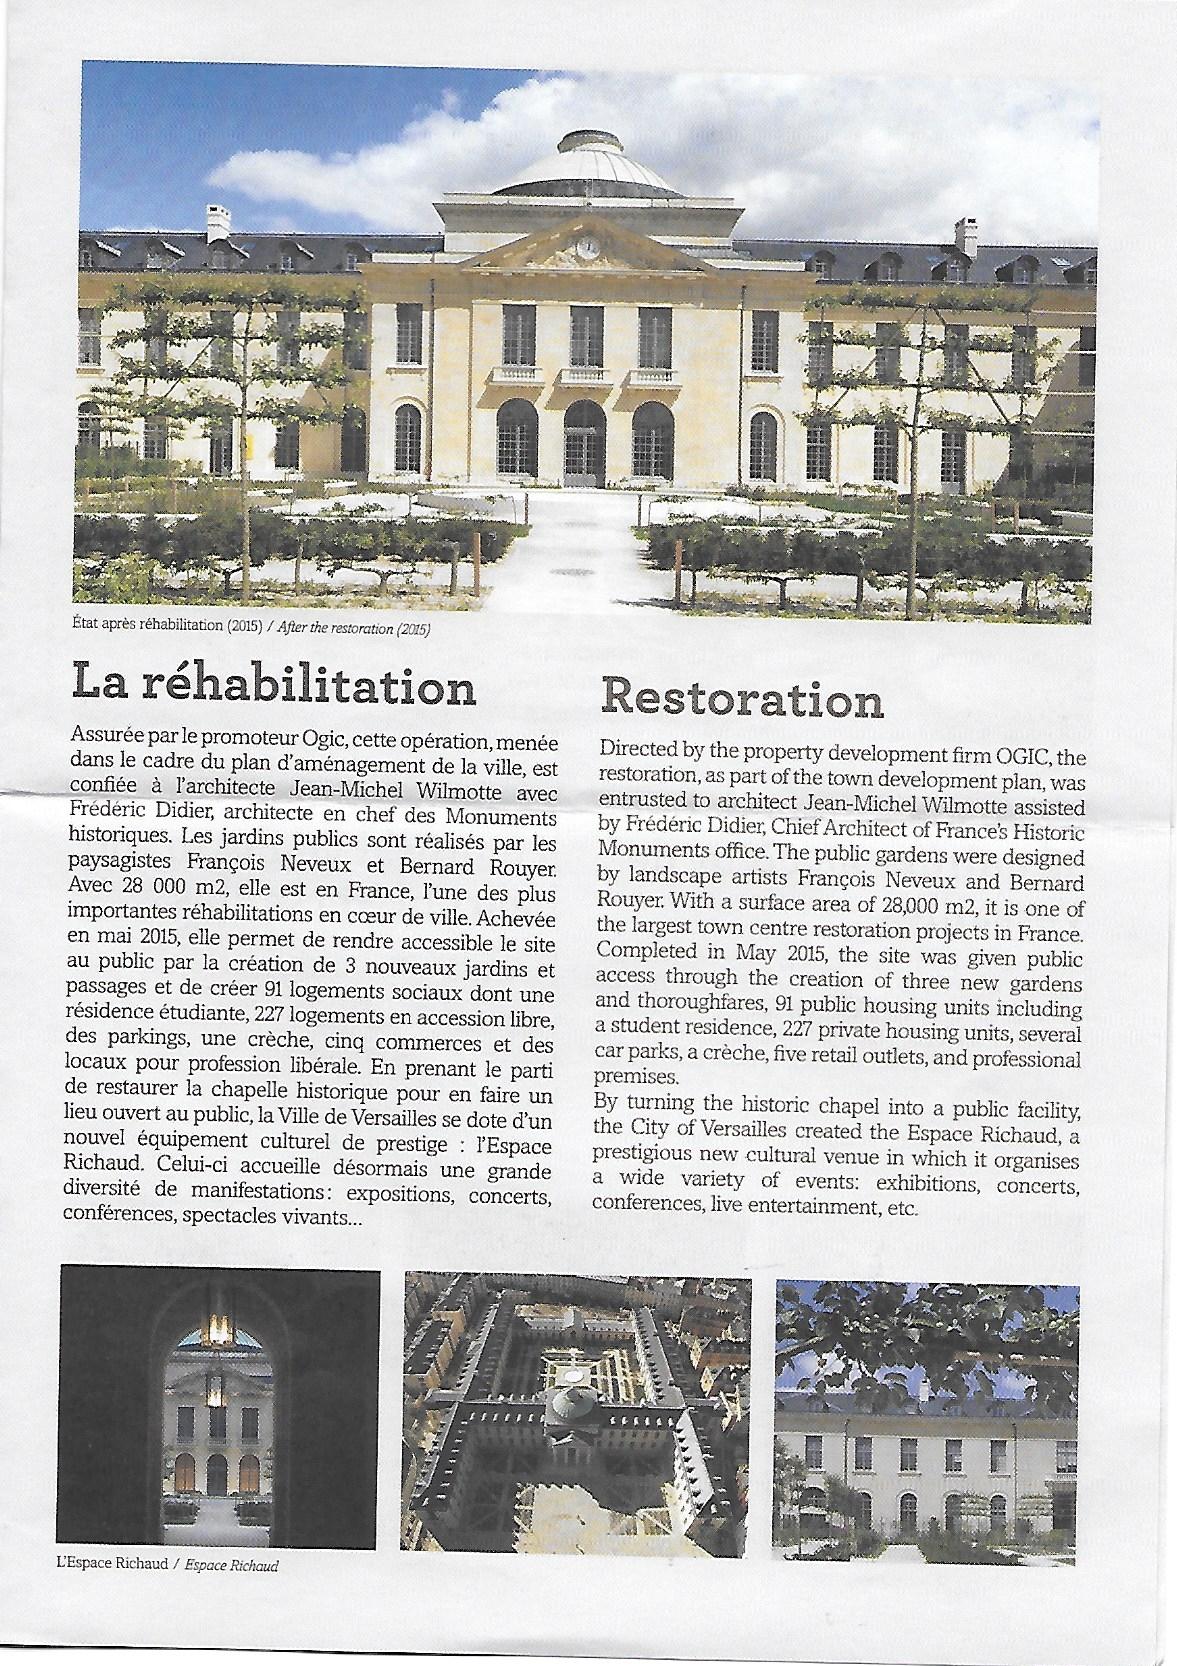 État après réhabilitation (2015) / After the restoration (2015)
La réhabilitation
Assurée par le promoteur Ogic, cette opération, menée
dans le cadre du plan d'aménagement de la ville, est
confiée à l'architecte Jean-Michel Wilmotte avec
Frédéric Didier, architecte en chef des Monuments
historiques. Les jardins publics sont réalisés par les
paysagistes François Neveux et Bernard Rouyer.
Avec 28 000 m2, elle est en France, l'une des plus
importantes réhabilitations en cœur de ville. Achevée
en mai 2015, elle permet de rendre accessible le site
au public par la création de 3 nouveaux jardins et
passages et de créer 91 logements sociaux dont une
résidence étudiante, 227 logements en accession libre,
des parkings, une crèche, cinq commerces et des
locaux pour profession libérale. En prenant le parti
de restaurer la chapelle historique pour en faire un
lieu ouvert au public, la Ville de Versailles se dote d'un
nouvel équipement culturel de prestige : l'Espace
Richaud. Celui-ci accueille désormais une grande
diversité de manifestations : expositions, concerts,
conférences, spectacles vivants...
Restoration
Directed by the property development firm OGIC, the
restoration, as part of the town development plan, was
entrusted to architect Jean-Michel Wilmotte assisted
by Frédéric Didier, Chief Architect of France's Historic
Monuments office. The public gardens were designed
by landscape artists François Neveux and Bernard
Rouyer. With a surface area of 28,000 m2, it is one of
the largest town centre restoration projects in France.
Completed in May 2015, the site was given public
access through the creation of three new gardens
and thoroughfares, 91 public housing units including
a student residence, 227 private housing units, several
car parks, a crèche, five retail outlets, and professional
premises.
By turning the historic chapel into a public facility,
the City of Versailles created the Espace Richaud, a
prestigious new cultural venue in which it organises
a wide variety of events: exhibitions, concerts,
conferences, live entertainment, etc.
L'Espace Richaud / Espace Richaud